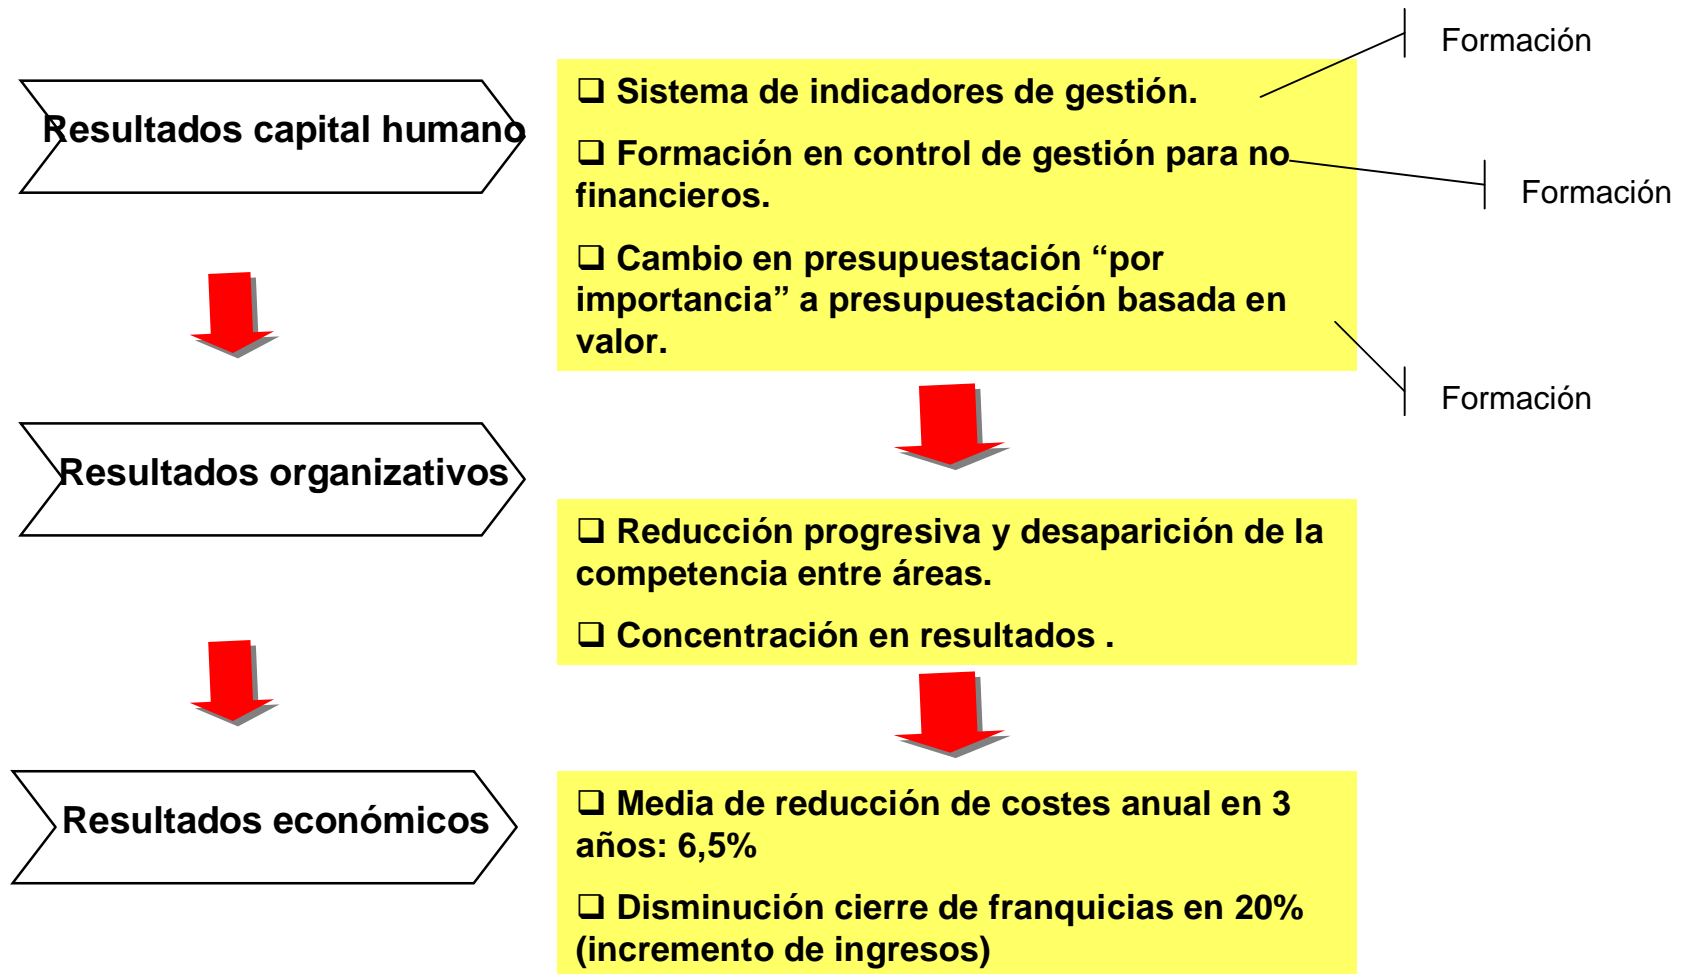 Formación
Resultados capital humano
❑ Sistema de indicadores de gestión.
❑ Formación en control de gestión para no
financieros.
Formación
❑ Cambio en presupuestación “por
importancia” a presupuestación basada en
valor.
Formación
Resultados organizativos
❑ Reducción progresiva y desaparición de la
competencia entre áreas.
❑ Concentración en resultados .
Resultados económicos
❑ Media de reducción de costes anual en 3
años: 6,5%
❑ Disminución cierre de franquicias en 20%
(incremento de ingresos)